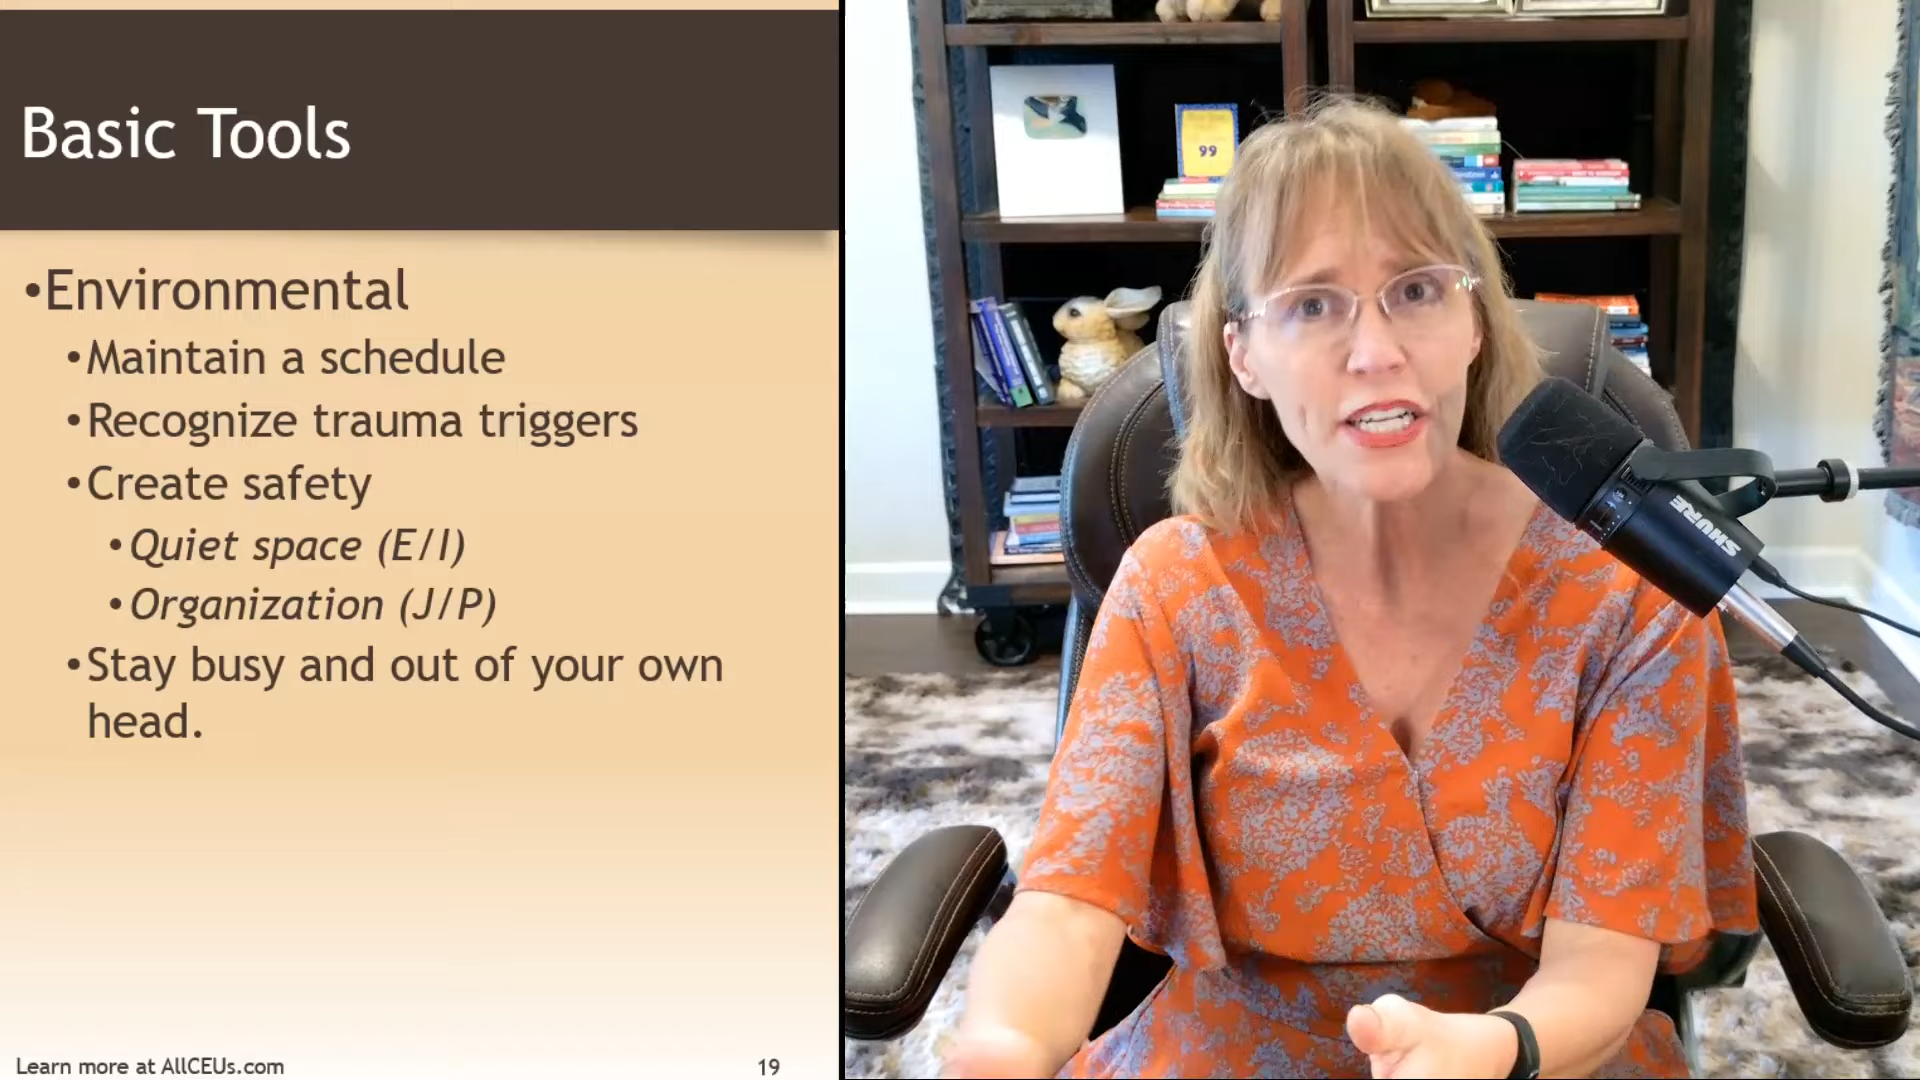 Basic Tools
•Environmental
•Maintain a schedule
•Recognize trauma triggers
•Create safety
•Quiet space (E/I)
•Organization (J/P)
•Stay busy and out of your own
head.
Learn more at AllCEUs.com
19
99
SHURE